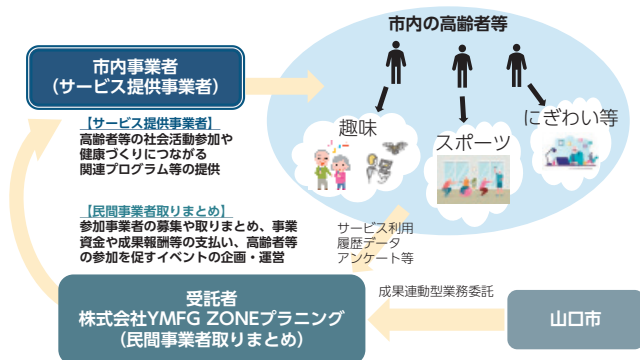 市内の高齢者等
市内事業者
（サービス提供事業者）
趣味
スポーツ
にぎわい等
【サービス提供事業者】
高齢者等の社会活動参加や
健康づくりにつながる
関連プログラム等の提供
【民間事業者取りまとめ】
参加事業者の募集や取りまとめ、事業
資金や成果報酬等の支払い、高齢者等
の参加を促すイベントの企画・運営
サービス利用
履歴データ
アンケート等
受託者
株式会社YMFG ZONEプラニング
（民間事業者取りまとめ）
成果連動型業務委託
山口市